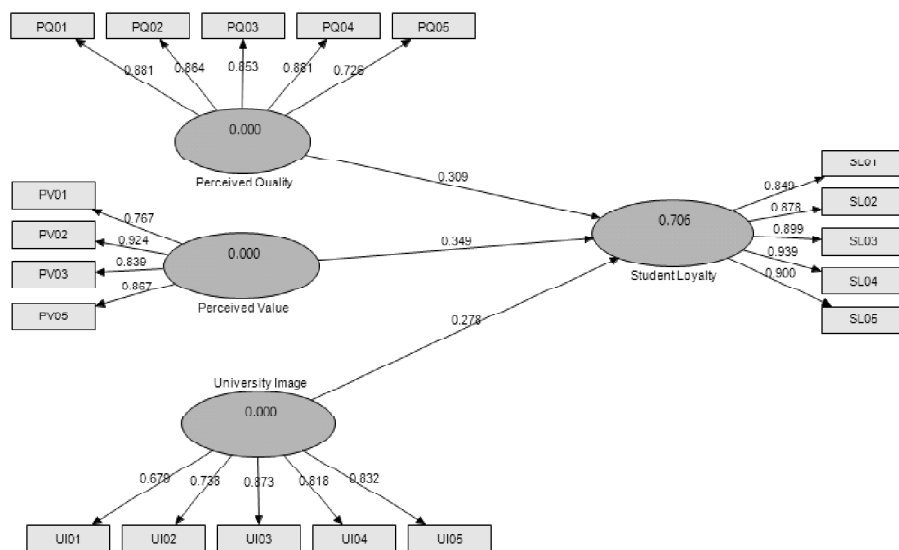 PQ01
PQ02
PQ03
PQ04
PQ05
0.881
0.864
0.853
0.881
0.726
0.000
Perceived Quality
0.309
PV01
PV02
PV03
PV05
0.767
0.924
0.839
0.867
0.000
Perceived Value
0.349
University Image
0.000
0.278
0.679
0.738
0.873
0.818
0.832
UI01
UI02
UI03
UI04
UI05
0.706
Student Loyalty
0.849
0.878
0.899
0.939
0.900
SL01
SL02
SL03
SL04
SL05